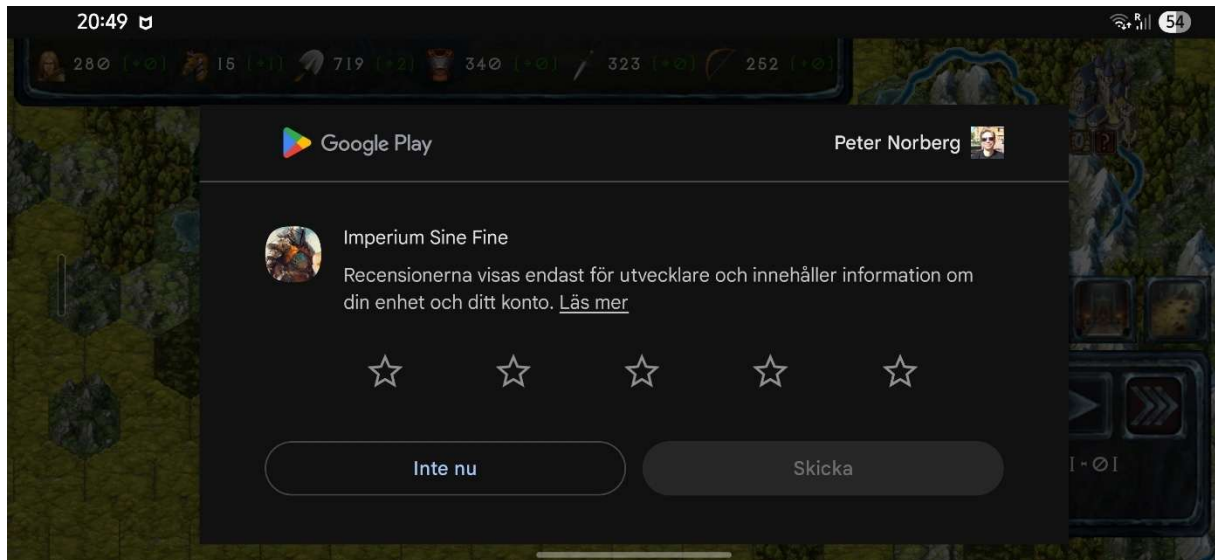 20:49 54
280 (+0) 15 (+1) 719 (+2) 340 (+0) 323 (+0) 252 (+0)
Google Play Peter Norberg
Imperium Sine Fine
Recensionerna visas endast för utvecklare och innehåller information om
din enhet och ditt konto. Läs mer
Inte nu Skicka